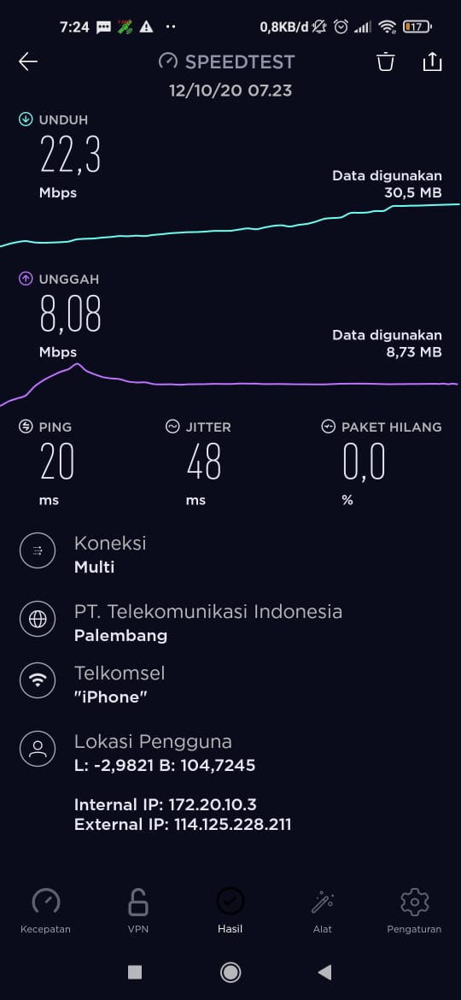 7:24
0,8KB/d
17
SPEEDTEST
12/10/20 07.23
UNDUH
22,3
Mbps
Data digunakan
30,5 MB
UNGGAH
8,08
Mbps
Data digunakan
8,73 MB
PING
JITTER
PAKET HILANG
20
48
0,0
ms
ms
%
Koneksi
Multi
PT. Telekomunikasi Indonesia
Palembang
Telkomsel
"iPhone"
Lokasi Pengguna
L: -2,9821 B: 104,7245
Internal IP: 172.20.10.3
External IP: 114.125.228.211
Kecepatan
VPN
Hasil
Alat
Pengaturan